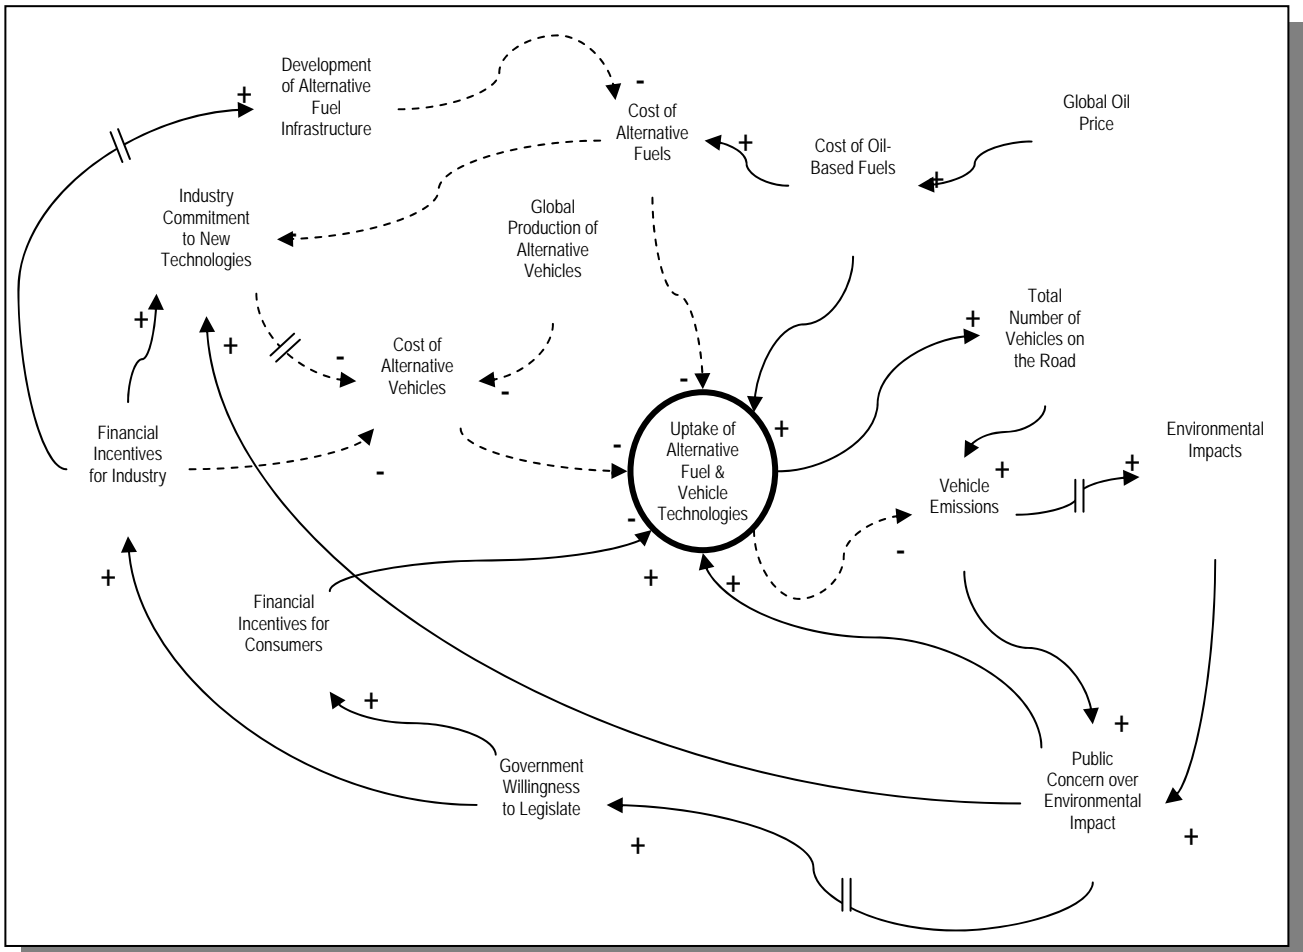 Development
of Alternative
Fuel
Infrastructure
+
-
Cost of
Alternative
Fuels
+
Cost of Oil-
Based Fuels
Global Oil
Price
+
Industry
Commitment
to New
Technologies
-
Global
Production of
Alternative
Vehicles
Total
Number of
Vehicles on
the Road
+
+
+
-
Cost of
Alternative
Vehicles
-
-
Financial
Incentives
for Industry
-
-
Uptake of
Alternative
Fuel &
Vehicle
Technologies
+
-
Environmental
Impacts
+
Vehicle
Emissions
+
-
+
+
+
Financial
Incentives for
Consumers
+
Government
Willingness
to Legislate
+
Public
Concern over
Environmental
Impact
+
+